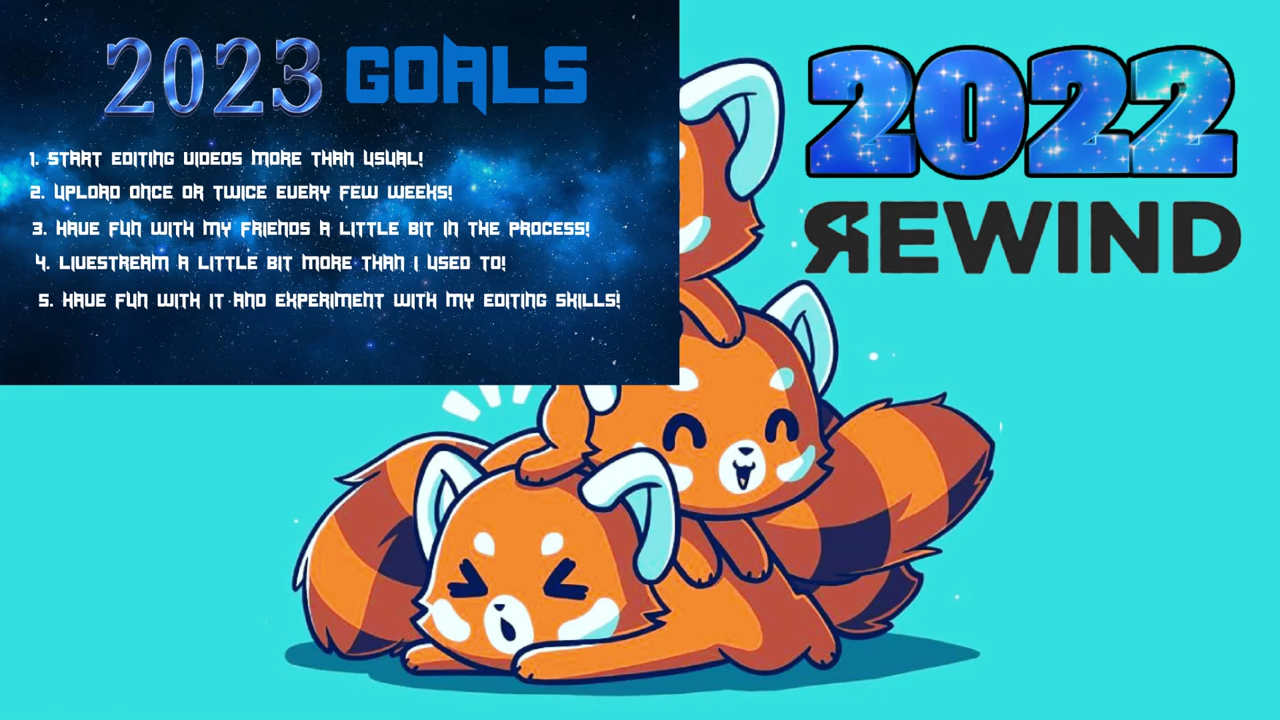 2023 GOALS
1. START EDITING VIDEOS MORE THAN USUAL!
2. UPLOAD ONCE OR TWICE EVERY FEW WEEKS!
3. HAVE FUN WITH MY FRIENDS A LITTLE BIT IN THE PROCESS!
4. LIVESTREAM A LITTLE BIT MORE THAN I USED TO!
5. HAVE FUN WITH IT AND EXPERIMENT WITH MY EDITING SKILLS!
2022
REWIND